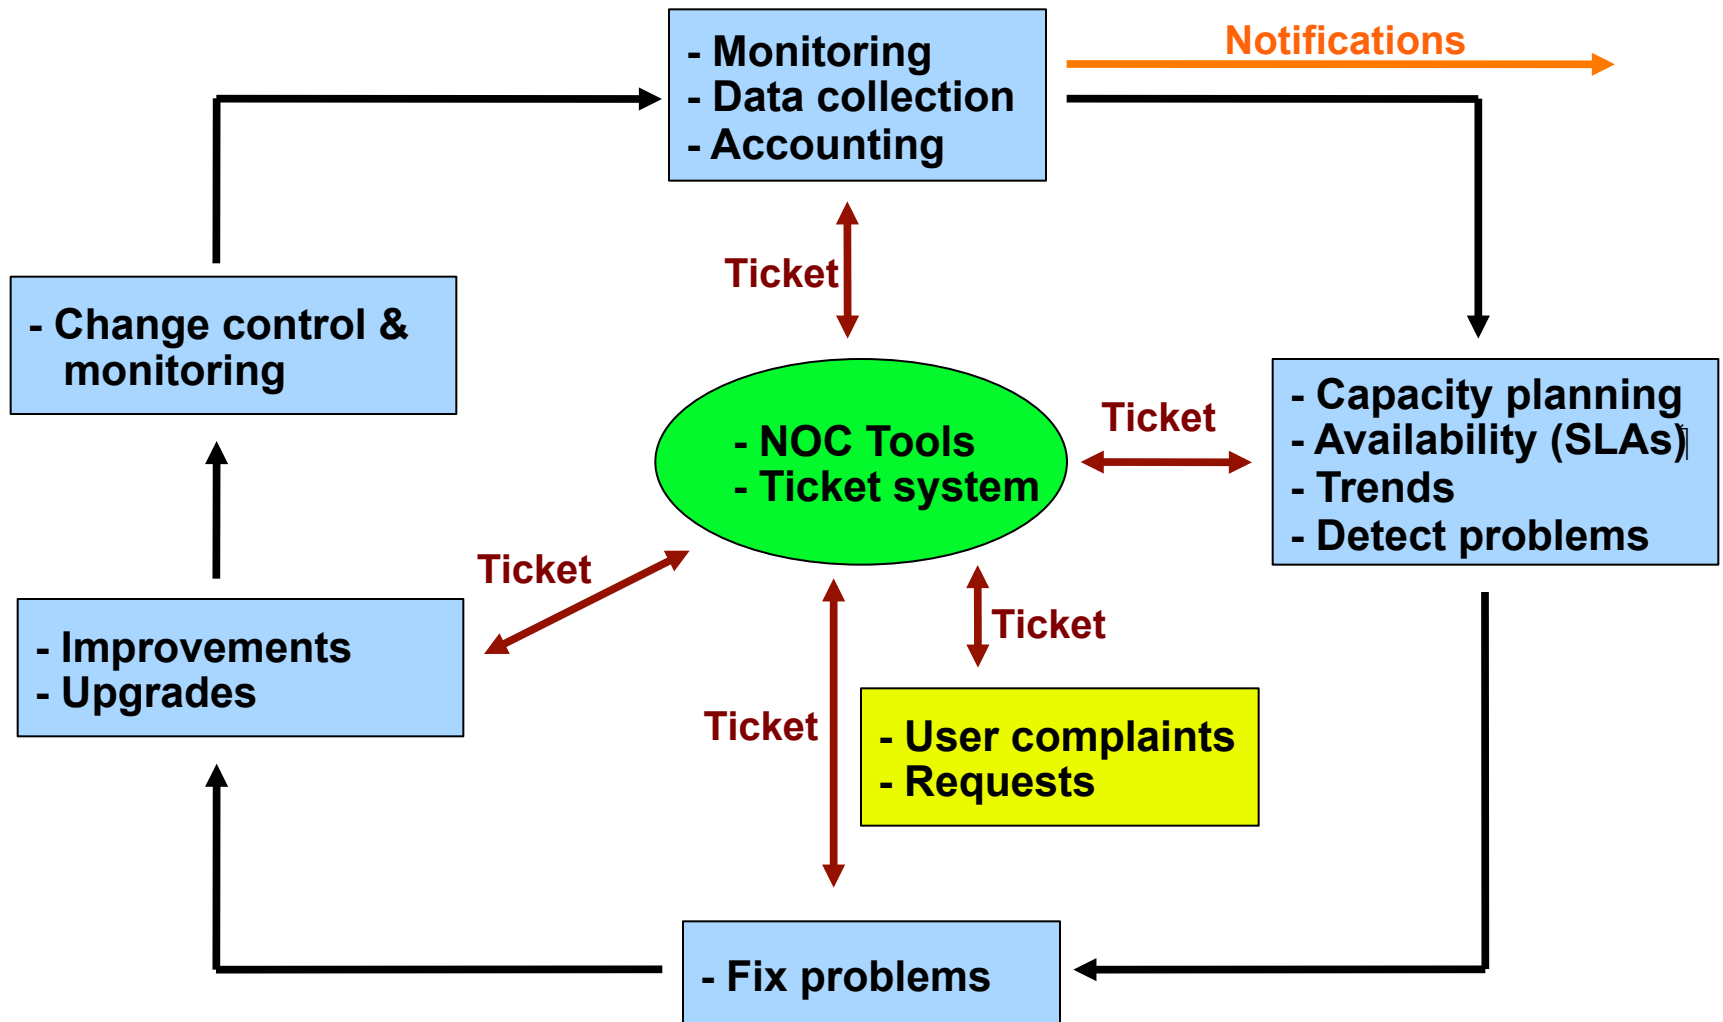 - Monitoring
- Data collection
- Accounting
Notifications
Ticket
- Change control &
monitoring
- NOC Tools
- Ticket system
Ticket
- Capacity planning
- Availability (SLAs)
- Trends
- Detect problems
Ticket
- Improvements
- Upgrades
Ticket
Ticket
- User complaints
- Requests
- Fix problems